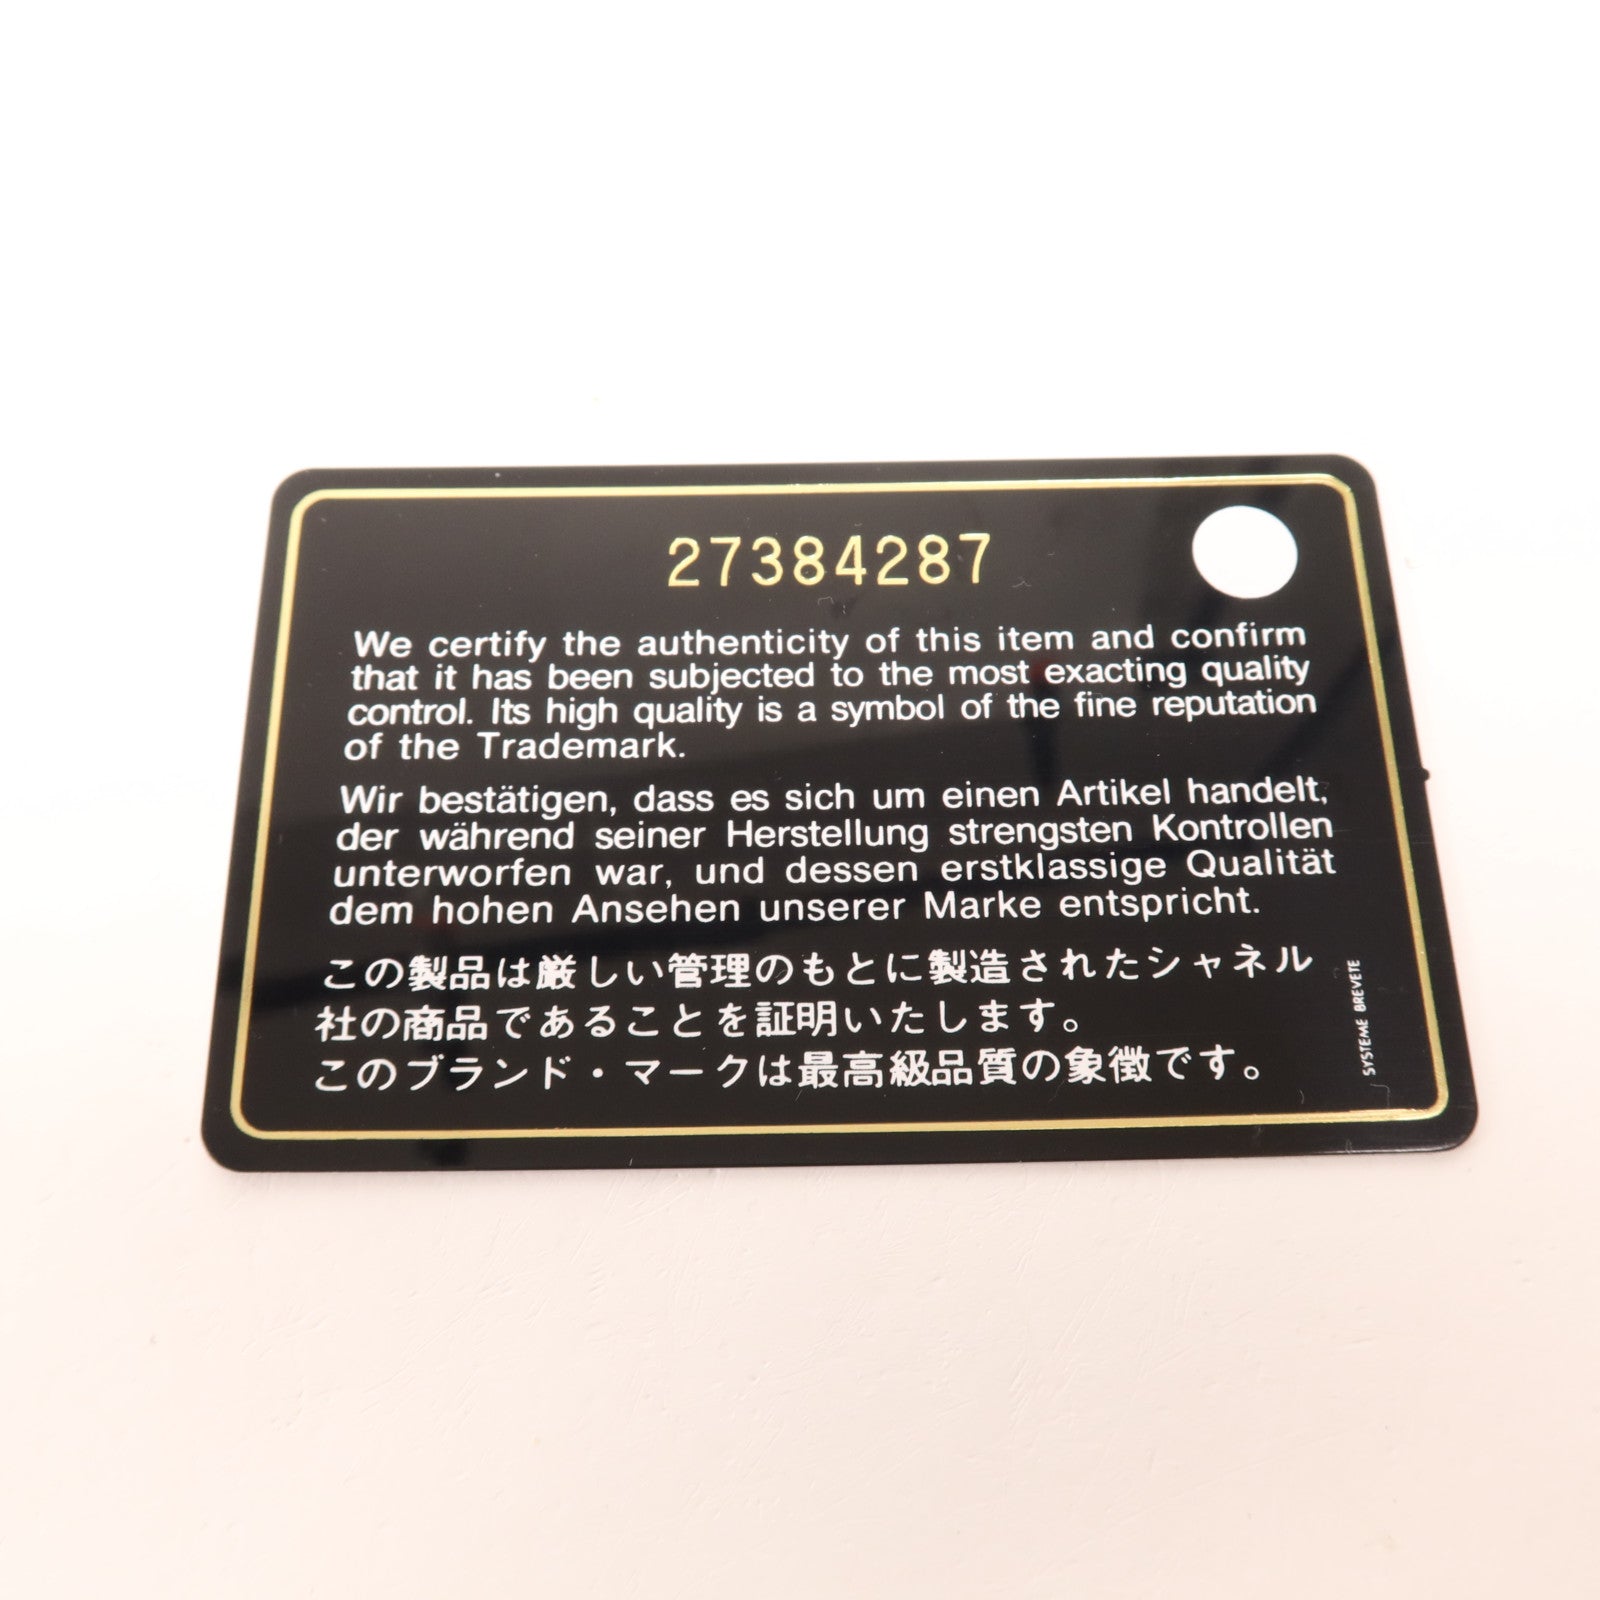 27384287
We certify the authenticity of this item and confirm
that it has been subjected to the most exacting quality
control. Its high quality is a symbol of the fine reputation
of the Trademark.
Wir bestätigen, dass es sich um einen Artikel handelt,
der während seiner Herstellung strengsten Kontrollen
unterworfen war, und dessen erstklassige Qualität
dem hohen Ansehen unserer Marke entspricht.
この製品は厳しい管理のもとに製造されたシャネル
社の商品であることを証明いたします。
このブランド・マークは最高級品質の象徴です。
SYSTEME BREVETE